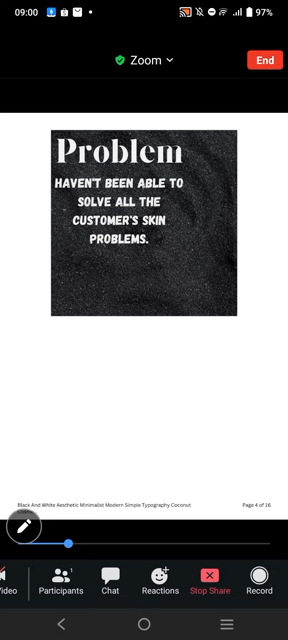 09:00
97%
Zoom
End
Problem
HAVEN'T BEEN ABLE TO
SOLVE ALL THE
CUSTOMER'S SKIN
PROBLEMS.
Black And White Aesthetic Minimalist Modern Simple Typography Coconut
Page 4 of 16
Video
Participants
1
Chat
Reactions
Stop Share
Record